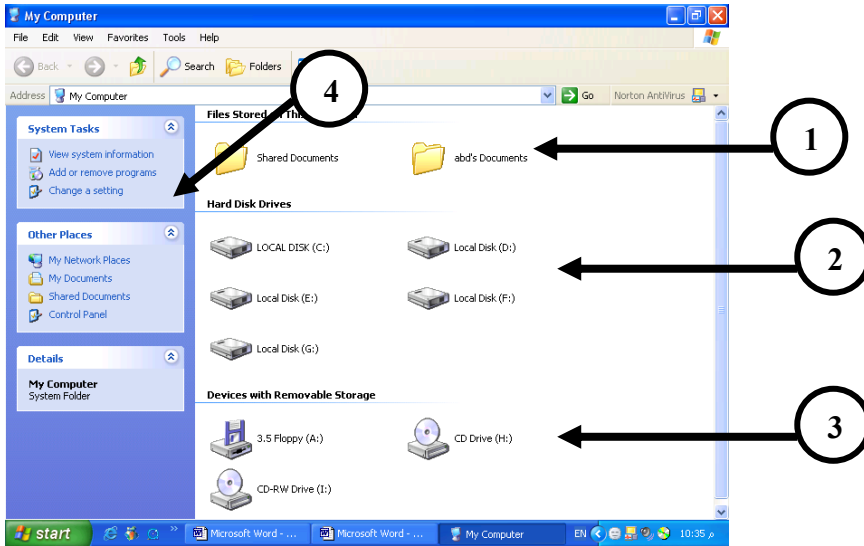 My Computer
File Edit View Favorites Tools Help
Back Search Folders
Address My Computer Go Norton AntiVirus
4
System Tasks
View system information
Add or remove programs
Change a setting
Other Places
My Network Places
My Documents
Shared Documents
Control Panel
Details
My Computer
System Folder
Files Stored on This
Shared Documents abd's Documents
1
Hard Disk Drives
LOCAL DISK (C:) Local Disk (D:)
2
Local Disk (E:) Local Disk (F:)
Local Disk (G:)
Devices with Removable Storage
3.5 Floppy (A:) CD Drive (H:)
3
CD-RW Drive (I:)
start Microsoft Word - ... Microsoft Word - ... My Computer EN 10:35 م